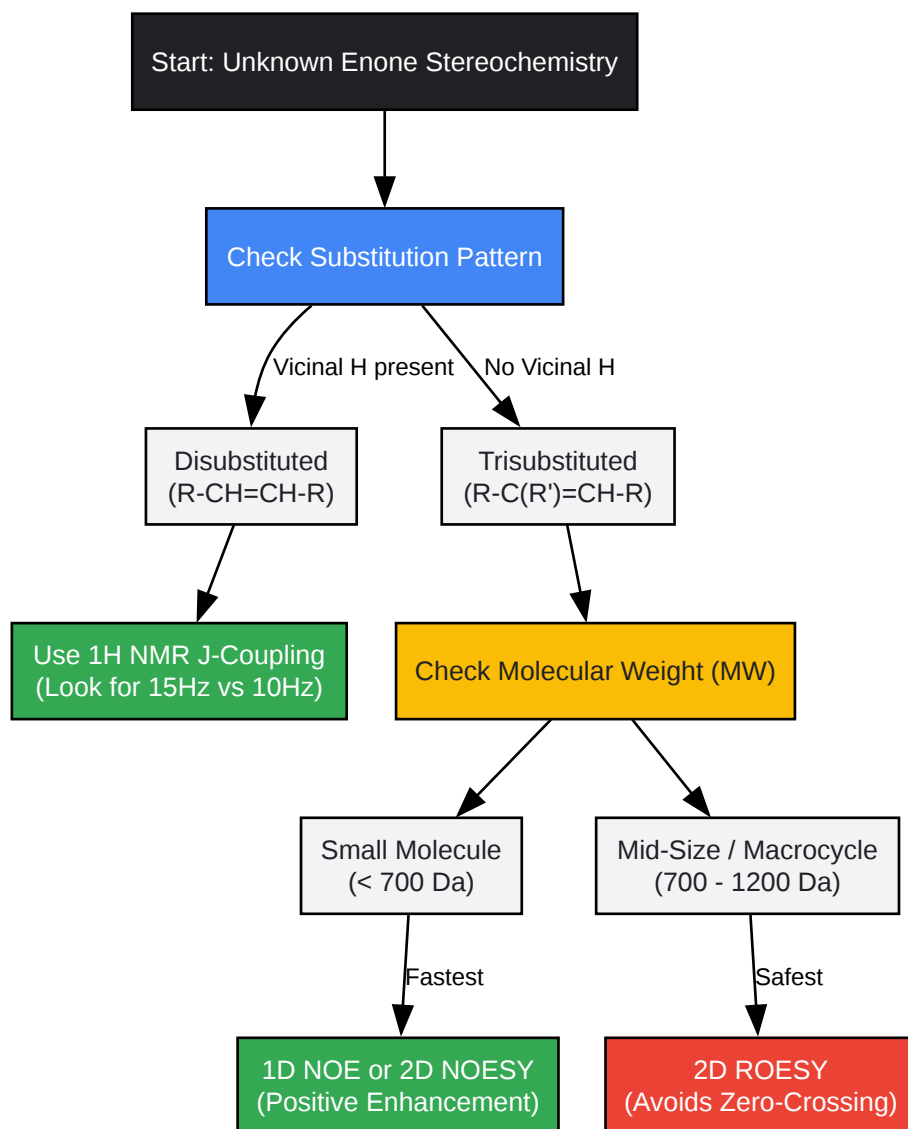 Start: Unknown Enone Stereochemistry
Check Substitution Pattern
Vicinal H present
No Vicinal H
Disubstituted
(R-CH=CH-R)
Trisubstituted
(R-C(R')=CH-R)
Use 1H NMR J-Coupling
(Look for 15Hz vs 10Hz)
Check Molecular Weight (MW)
Small Molecule
(< 700 Da)
Mid-Size / Macrocycle
(700 - 1200 Da)
Fastest
Safest
1D NOE or 2D NOESY
(Positive Enhancement)
2D ROESY
(Avoids Zero-Crossing)